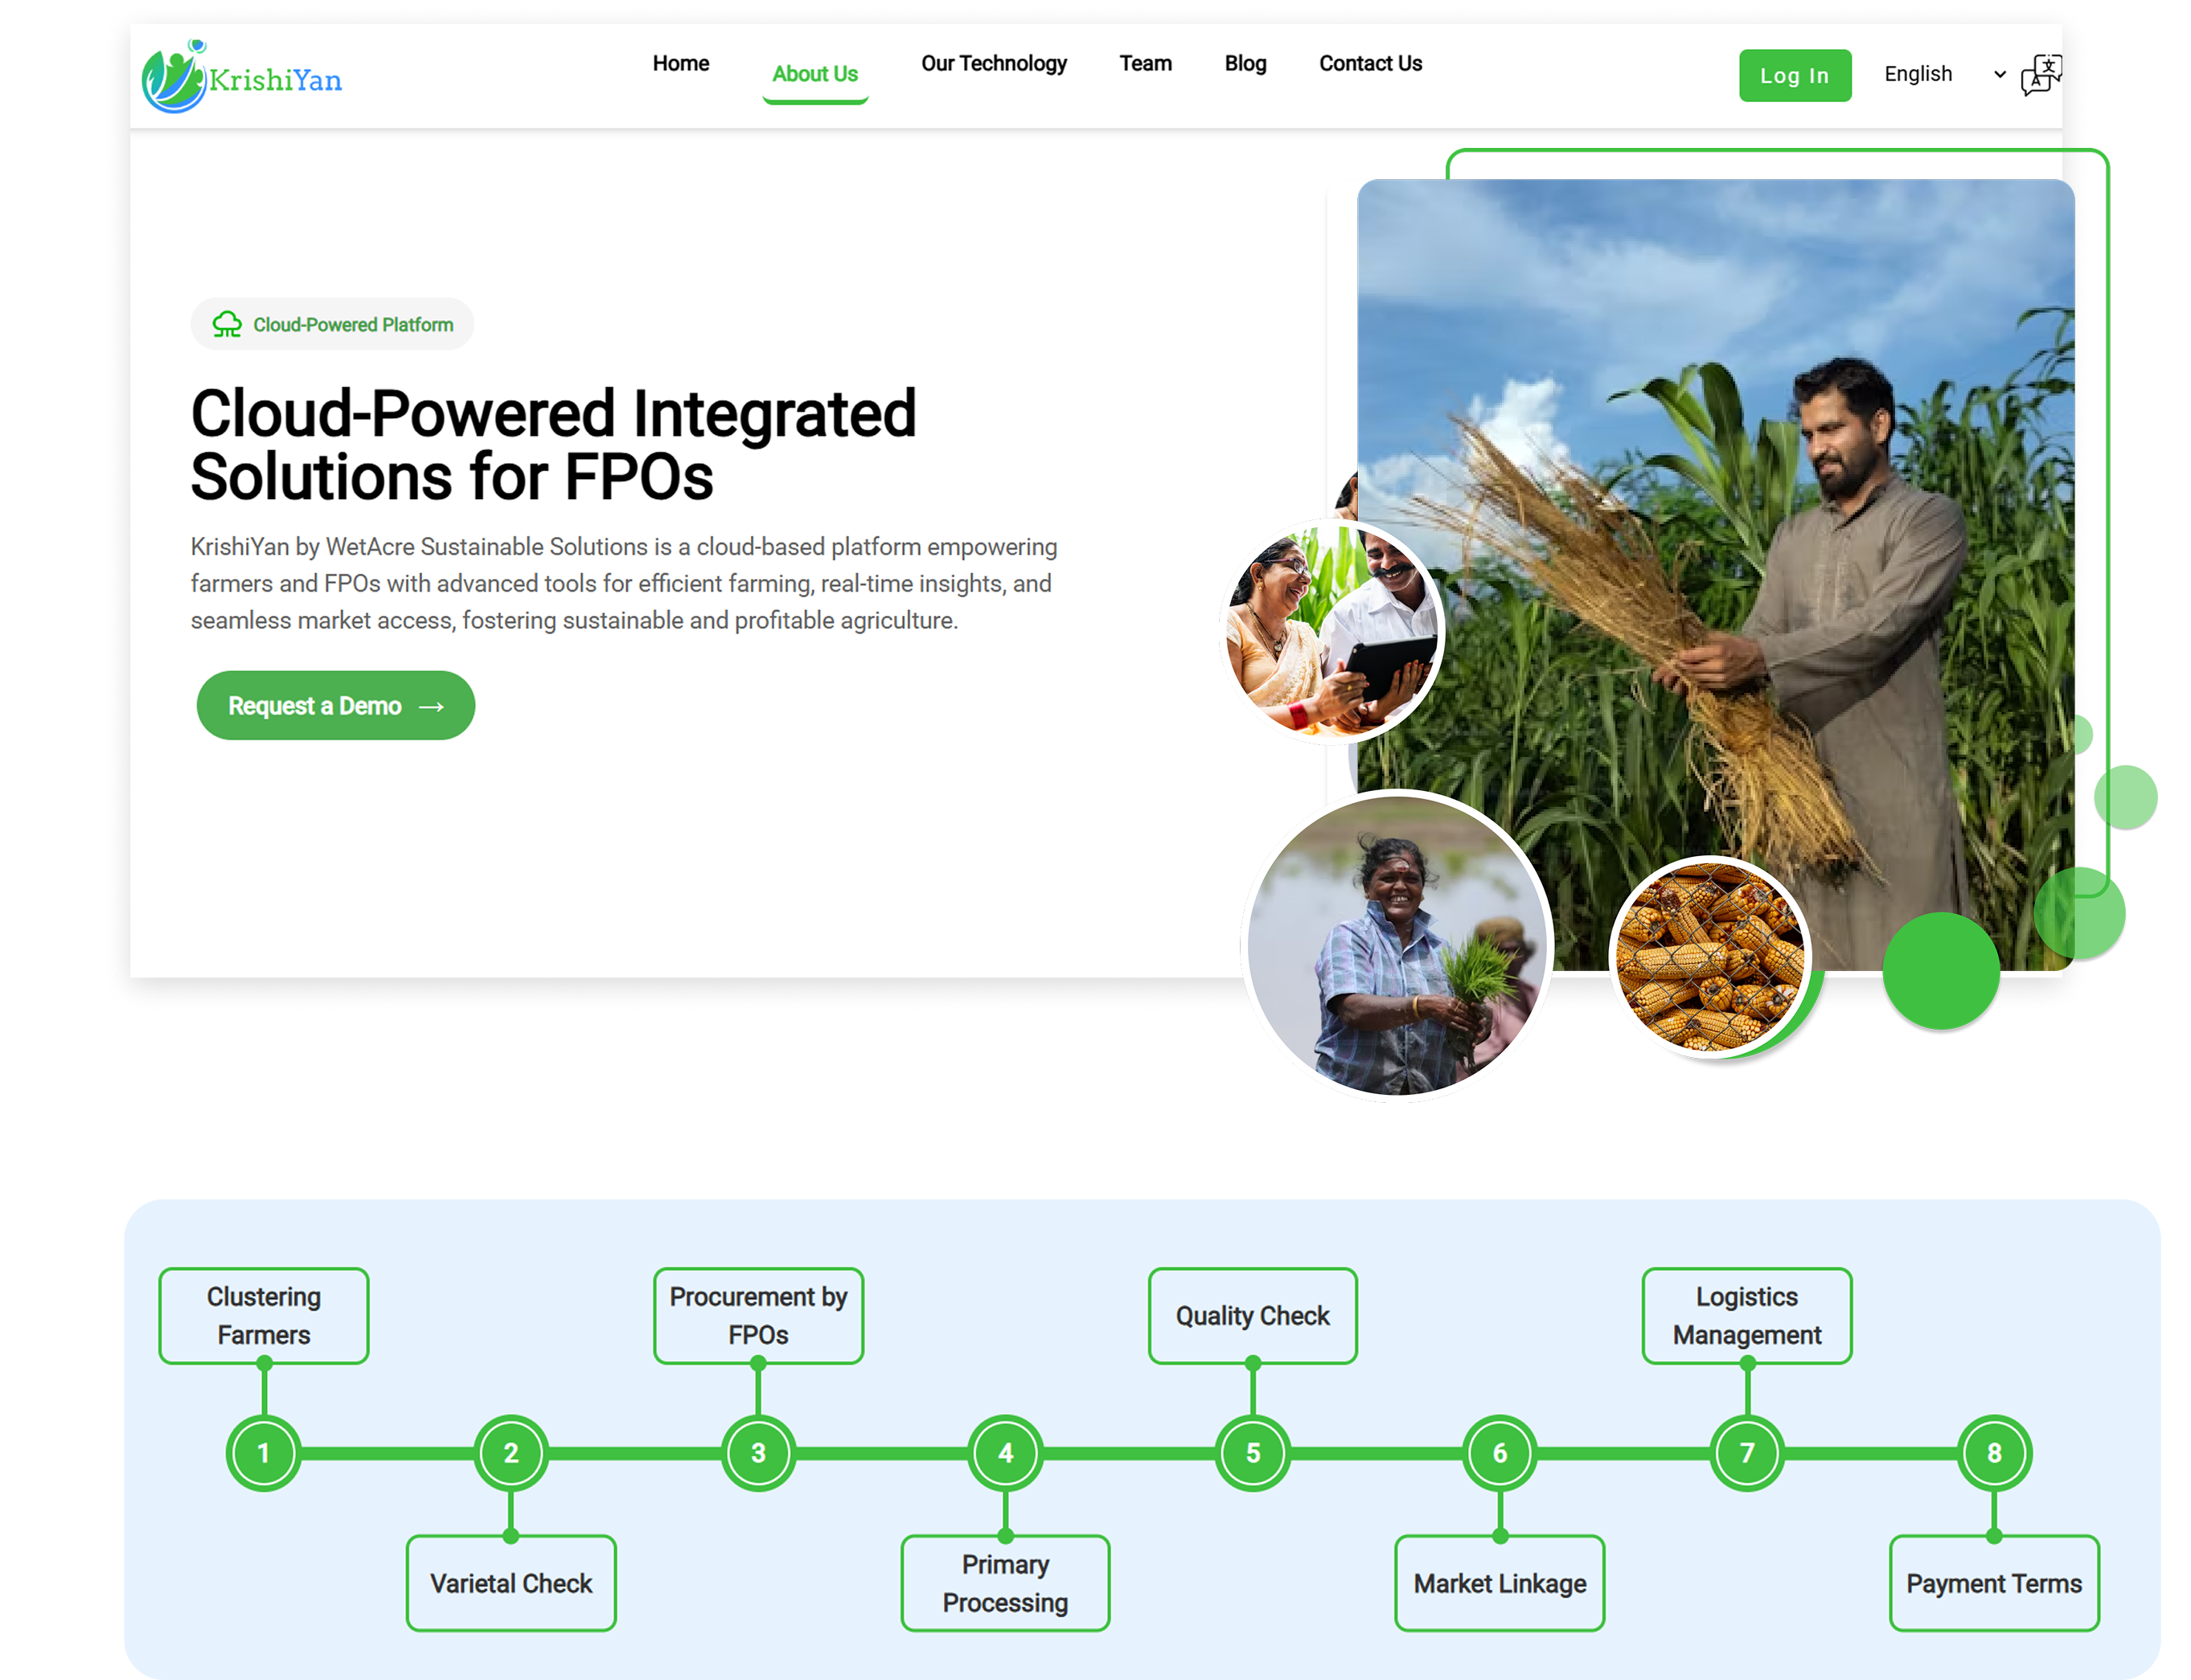 KrishiYan
Home
About Us
Our Technology
Team
Blog
Contact Us
Log In
English
文
A
Cloud-Powered Platform
Cloud-Powered Integrated
Solutions for FPOs
KrishiYan by WetAcre Sustainable Solutions is a cloud-based platform empowering
farmers and FPOs with advanced tools for efficient farming, real-time insights, and
seamless market access, fostering sustainable and profitable agriculture.
Request a Demo →
Clustering
Farmers
Procurement by
FPOs
Quality Check
Logistics
Management
1
2
3
4
5
6
7
8
Varietal Check
Primary
Processing
Market Linkage
Payment Terms